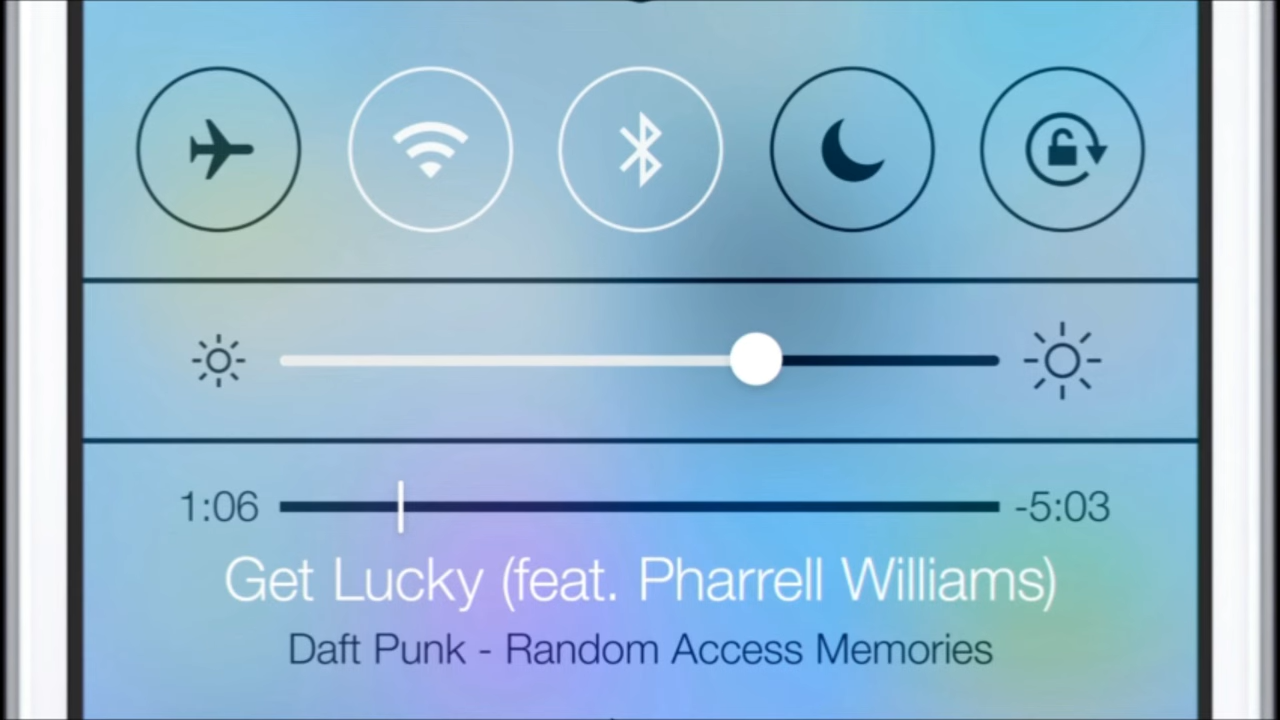 1:06 -5:03
Get Lucky (feat. Pharrell Williams)
Daft Punk - Random Access Memories